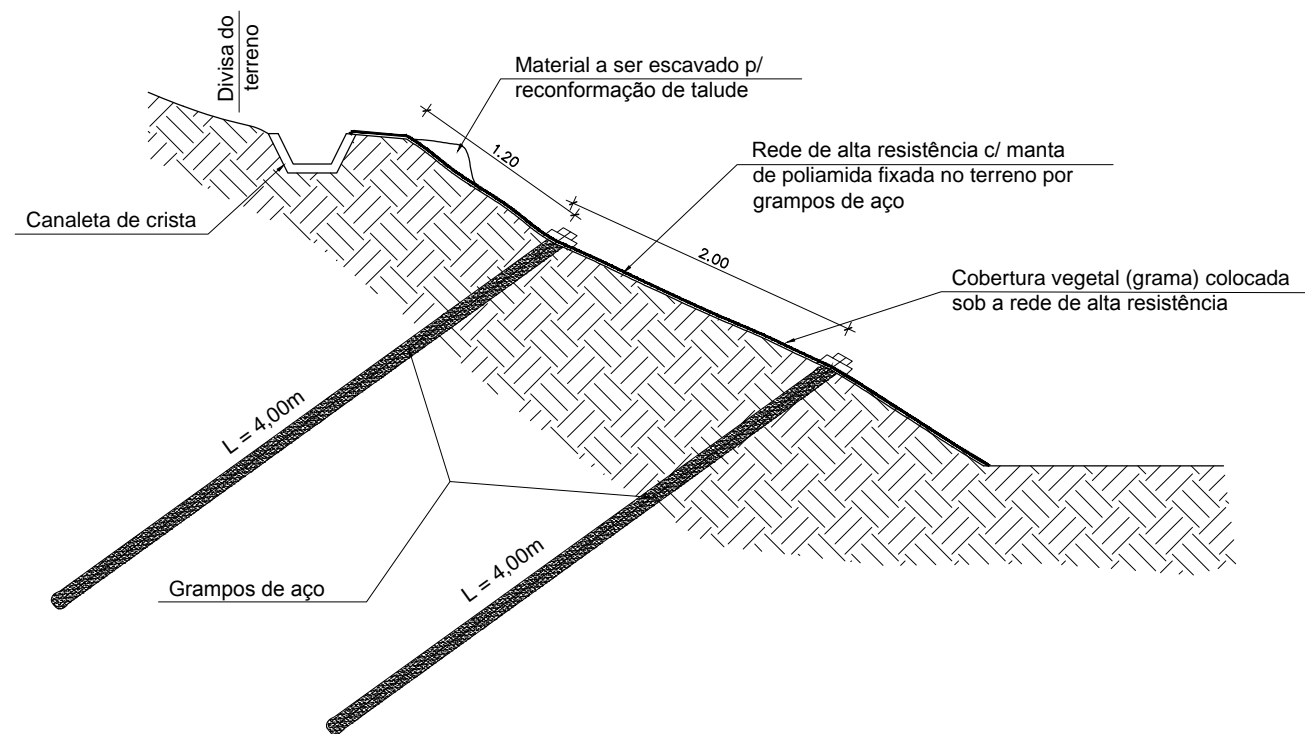 Divisa do
terreno
Material a ser escavado p/
reconformação de talude
1.20
Rede de alta resistência c/ manta
de poliamida fixada no terreno por
grampos de aço
Canaleta de crista
2.00
Cobertura vegetal (grama) colocada
sob a rede de alta resistência
L = 4,00m
L = 4,00m
Grampos de aço